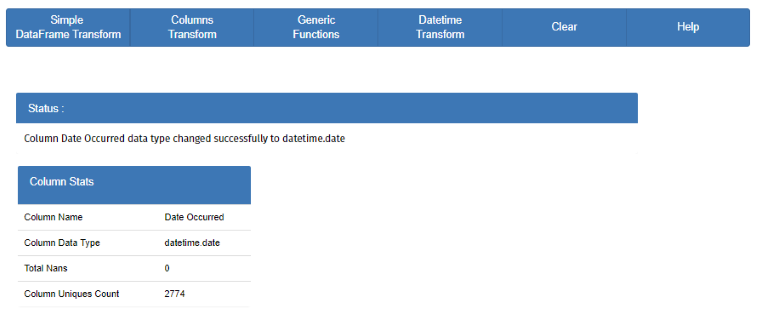 Simple
DataFrame Transform
Columns
Transform
Generic
Functions
Datetime
Transform
Clear
Help
Status :
Column Date Occurred data type changed successfully to datetime.date
Column Stats
Column Name Date Occurred
Column Data Type datetime.date
Total Nans 0
Column Uniques Count 2774